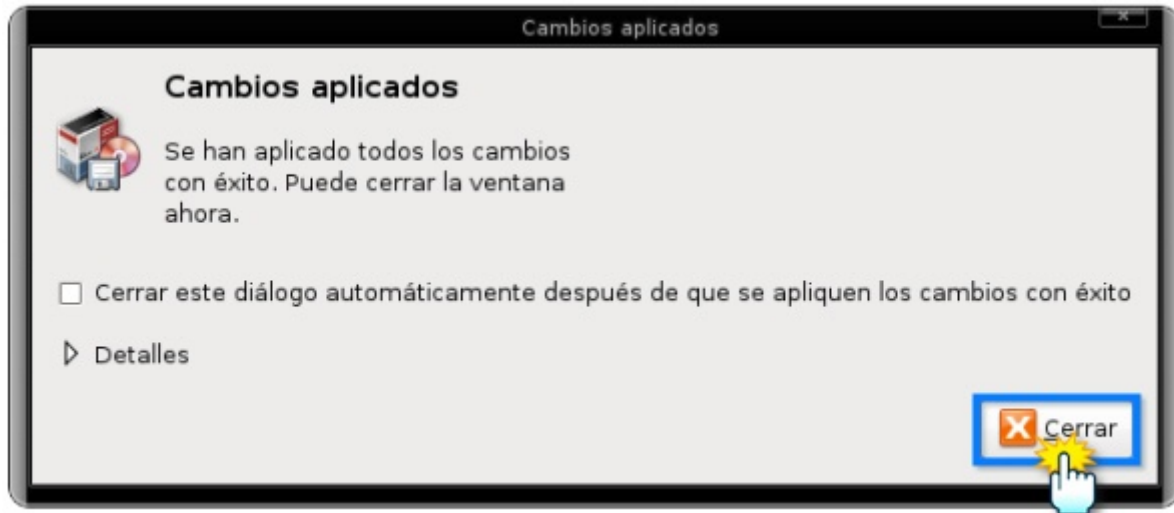 Cambios aplicados
Cambios aplicados
Se han aplicado todos los cambios
con éxito. Puede cerrar la ventana
ahora.
Cerrar este diálogo automáticamente después de que se apliquen los cambios con éxito
Detalles
Cerrar